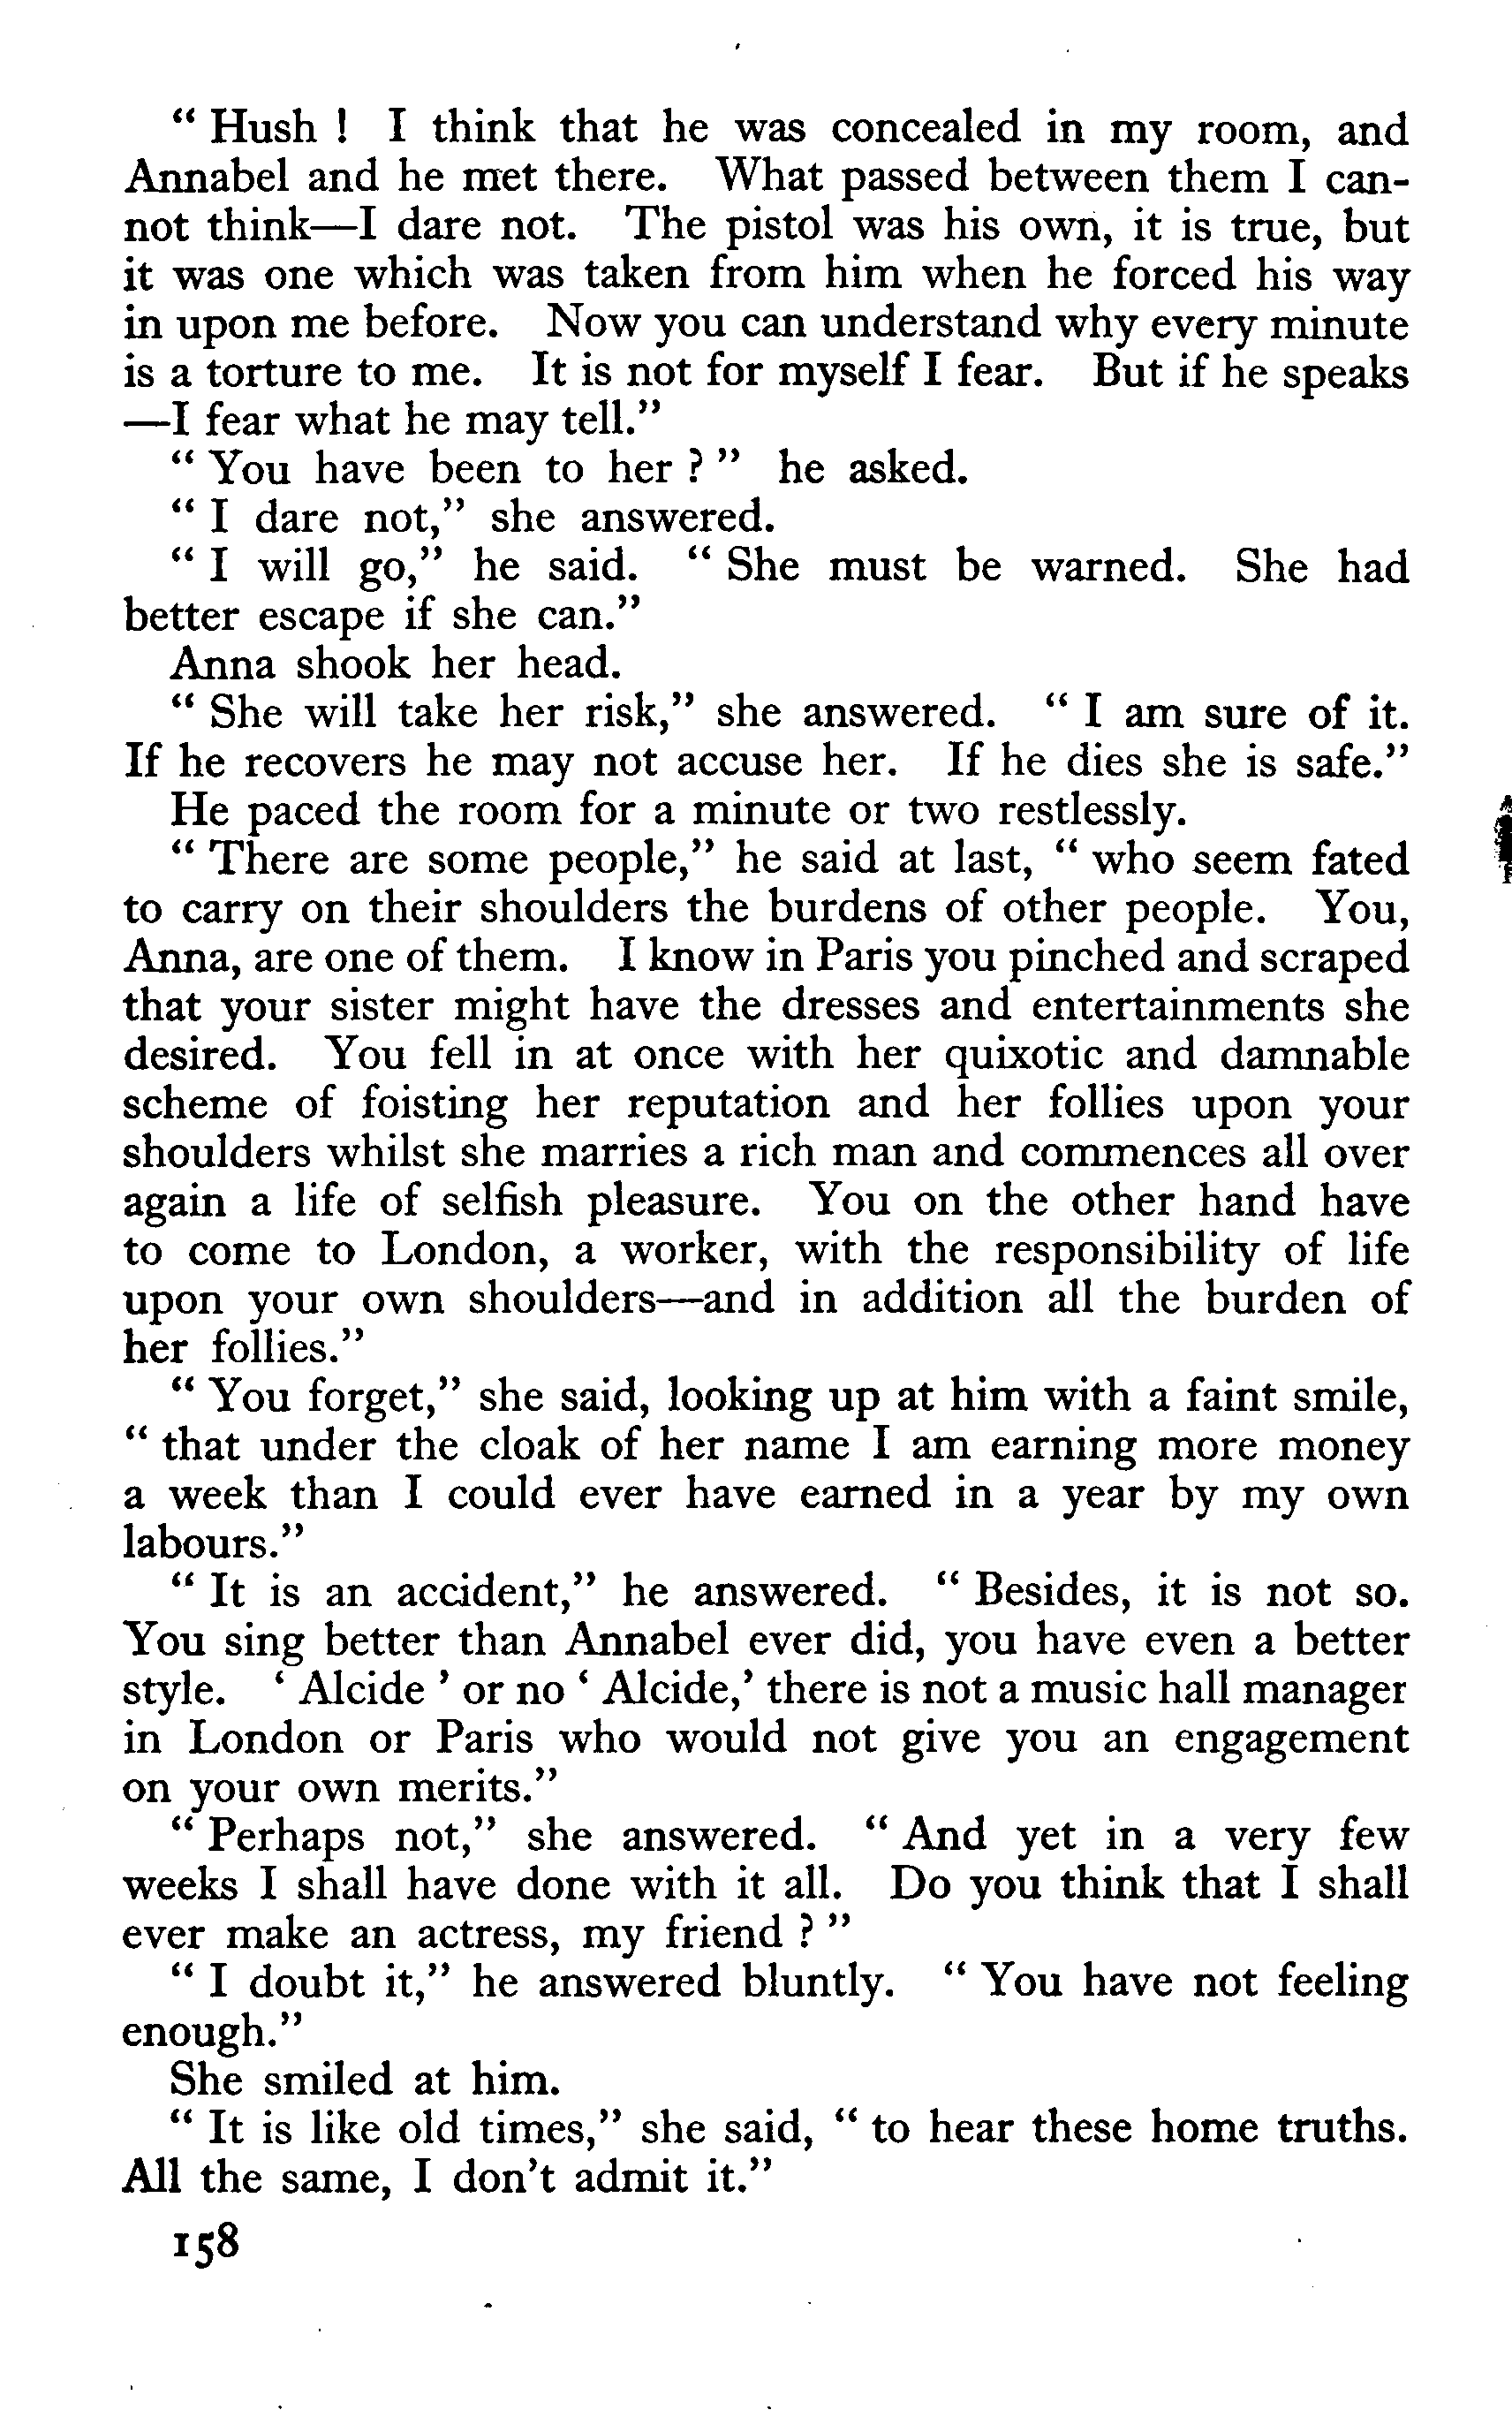 “ Hush ! I think that he was concealed in my room, and
Annabel and he met there. What passed between them I can-
not think—I dare not. The pistol was his own, it is true, but
it was one which was taken from him when he forced his way
in upon me before. Now you can understand why every minute
is a torture to me. It is not for myself I fear. But if he speaks
—I fear what he may tell.”
“ You have been to her ? ” he asked.
“ I dare not,” she answered.
“ I will go,” he said. “ She must be warned. She had
better escape if she can.”
Anna shook her head.
“ She will take her risk,” she answered. “ I am sure of it.
If he recovers he may not accuse her. If he dies she is safe.”
He paced the room for a minute or two restlessly.
“ There are some people,” he said at last, “ who seem fated
to carry on their shoulders the burdens of other people. You,
Anna, are one of them. I know in Paris you pinched and scraped
that your sister might have the dresses and entertainments she
desired. You fell in at once with her quixotic and damnable
scheme of foisting her reputation and her follies upon your
shoulders whilst she marries a rich man and commences all over
again a life of selfish pleasure. You on the other hand have
to come to London, a worker, with the responsibility of life
upon your own shoulders—and in addition all the burden of
her follies.”
“ You forget,” she said, looking up at him with a faint smile,
“ that under the cloak of her name I am earning more money
a week than I could ever have earned in a year by my own
labours.”
“ It is an accident,” he answered. “ Besides, it is not so.
You sing better than Annabel ever did, you have even a better
style. ‘ Alcide ’ or no ‘ Alcide,’ there is not a music hall manager
in London or Paris who would not give you an engagement
on your own merits.”
“ Perhaps not,” she answered. “ And yet in a very few
weeks I shall have done with it all. Do you think that I shall
ever make an actress, my friend ? ”
“ I doubt it,” he answered bluntly. “ You have not feeling
enough.”
She smiled at him.
“ It is like old times,” she said, “ to hear these home truths.
All the same, I don’t admit it.”
158